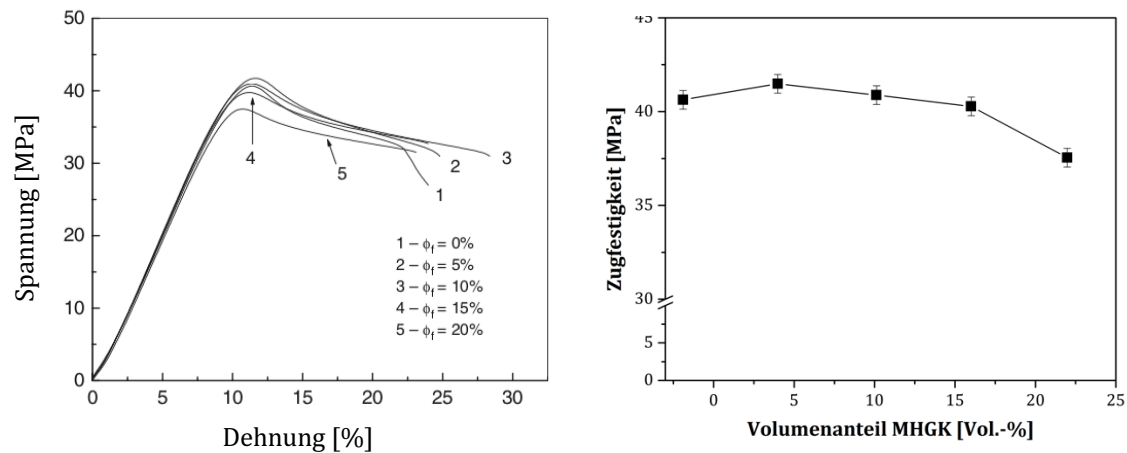 50
40
30
20
10
0
Spannung [MPa]
0 5 10 15 20 25 30
Dehnung [%]
4
5
2
3
1
1 – ϕf = 0%
2 – ϕf = 5%
3 – ϕf = 10%
4 – ϕf = 15%
5 – ϕf = 20%
45
40
35
30
5
0
Zugfestigkeit [MPa]
0 5 10 15 20 25
Volumenanteil MHGK [Vol.-%]